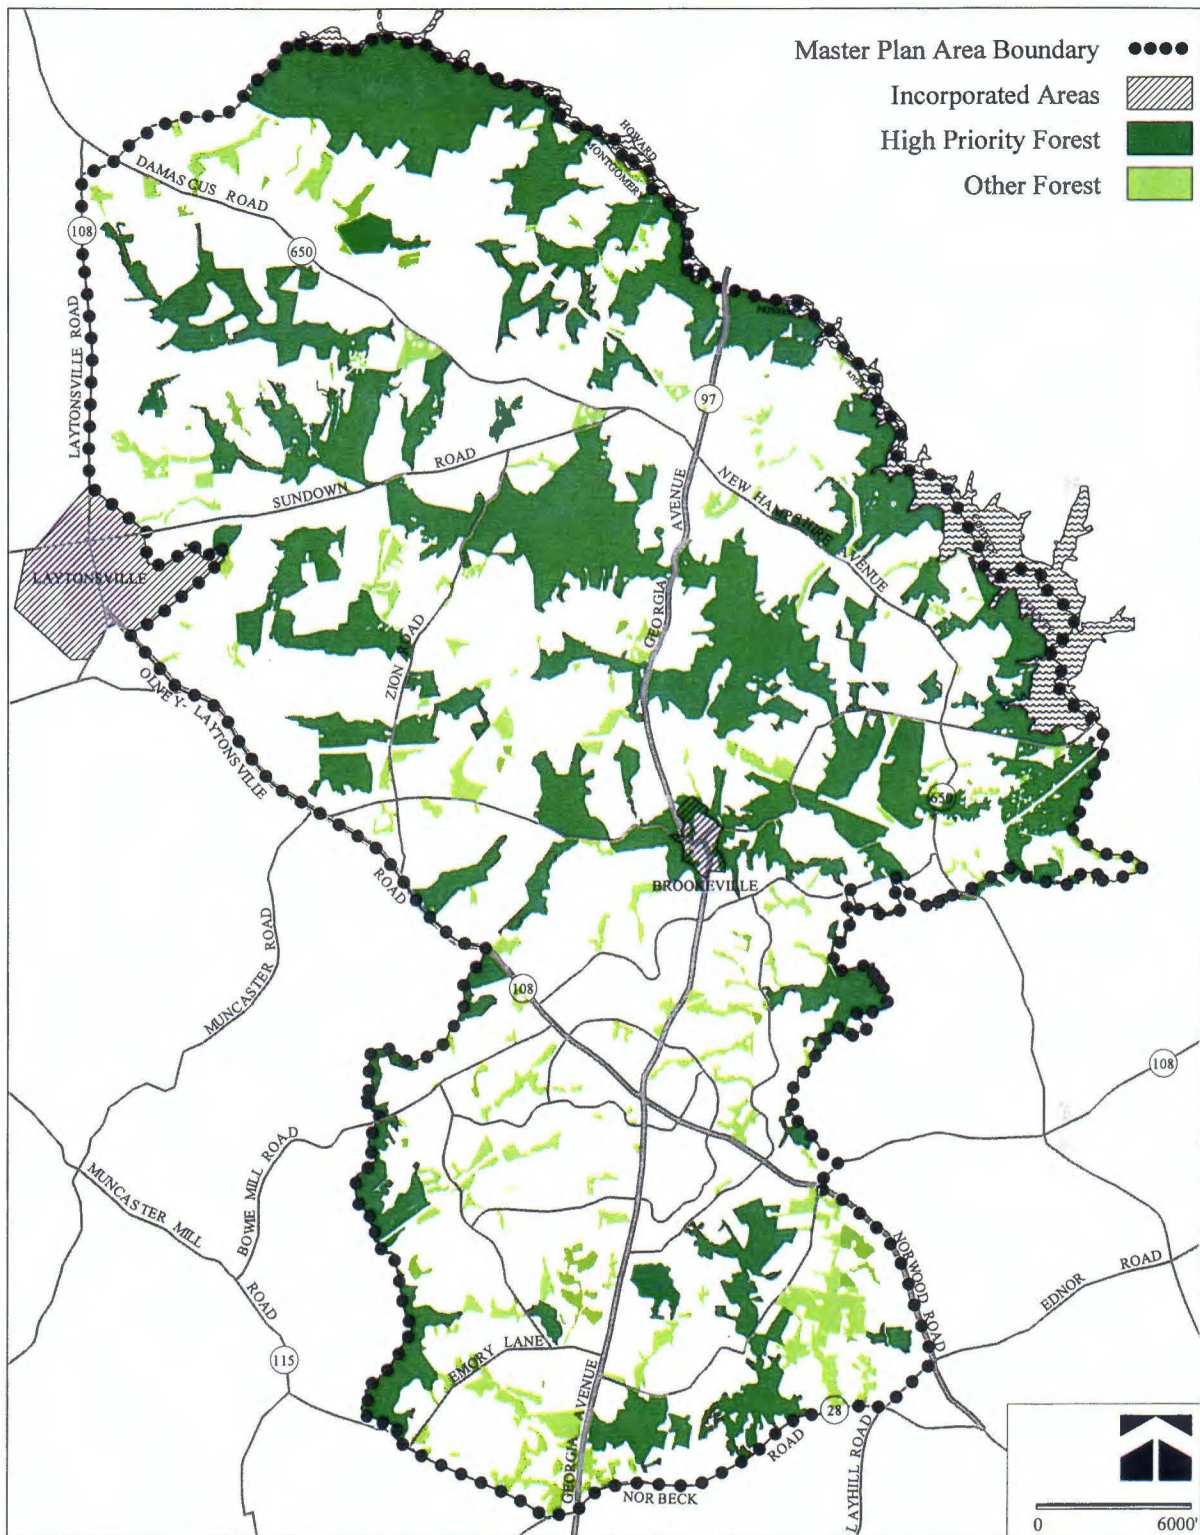 Master Plan Area Boundary
Incorporated Areas
High Priority Forest
Other Forest
HOWARD
MONTGOMERY
DAMASCUS ROAD
108
650
LAYTONSVILLE ROAD
97
SUNDOWN ROAD
GEORGIA AVENUE
NEW HAMPSHIRE AVENUE
LAYTONSVILLE
ZION ROAD
OLNEY-LAYTONSVILLE ROAD
650
BROOKEVILLE
MUNCASTER ROAD
108
108
BOWIE MILL ROAD
MUNCASTER MILL ROAD
NORWOOD ROAD
EDNOR ROAD
EMORY LANE
115
GEORGIA AVENUE
28
NORBECK ROAD
LAYHILL ROAD
0 6000'